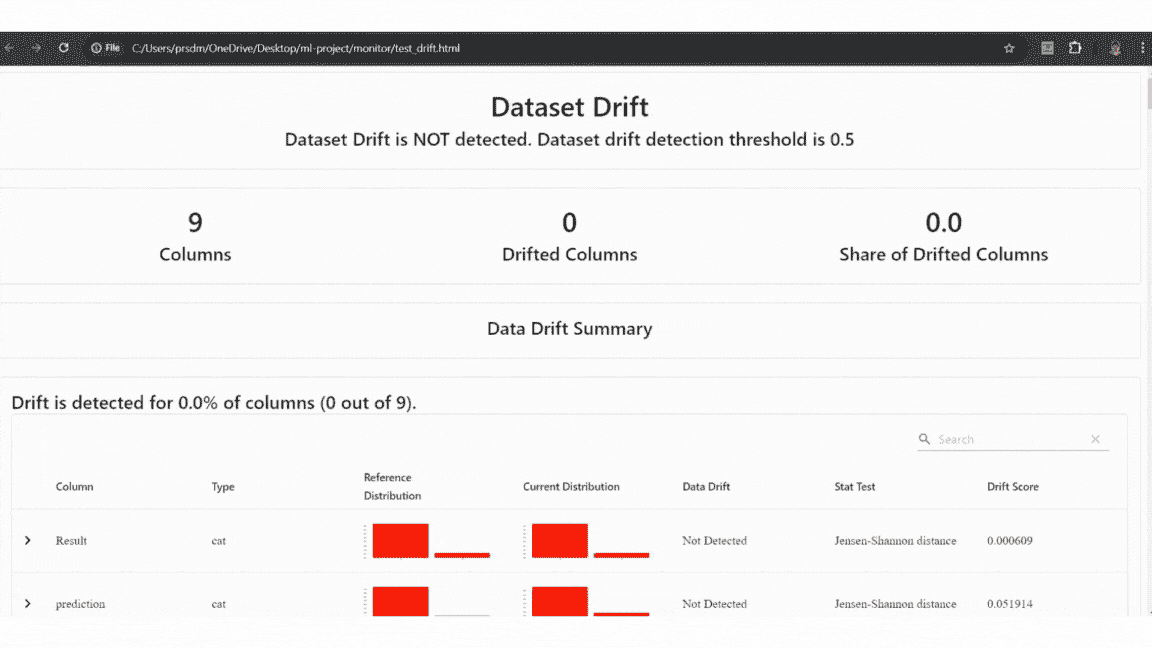 File C:/Users/prsdm/OneDrive/Desktop/ml-project/monitor/test_drift.html
Dataset Drift
Dataset Drift is NOT detected. Dataset drift detection threshold is 0.5
9 0 0.0
Columns Drifted Columns Share of Drifted Columns
Data Drift Summary
Drift is detected for 0.0% of columns (0 out of 9).
Search
Column Type Reference Distribution Current Distribution Data Drift Stat Test Drift Score
Result cat Not Detected Jensen-Shannon distance 0.000609
prediction cat Not Detected Jensen-Shannon distance 0.051914